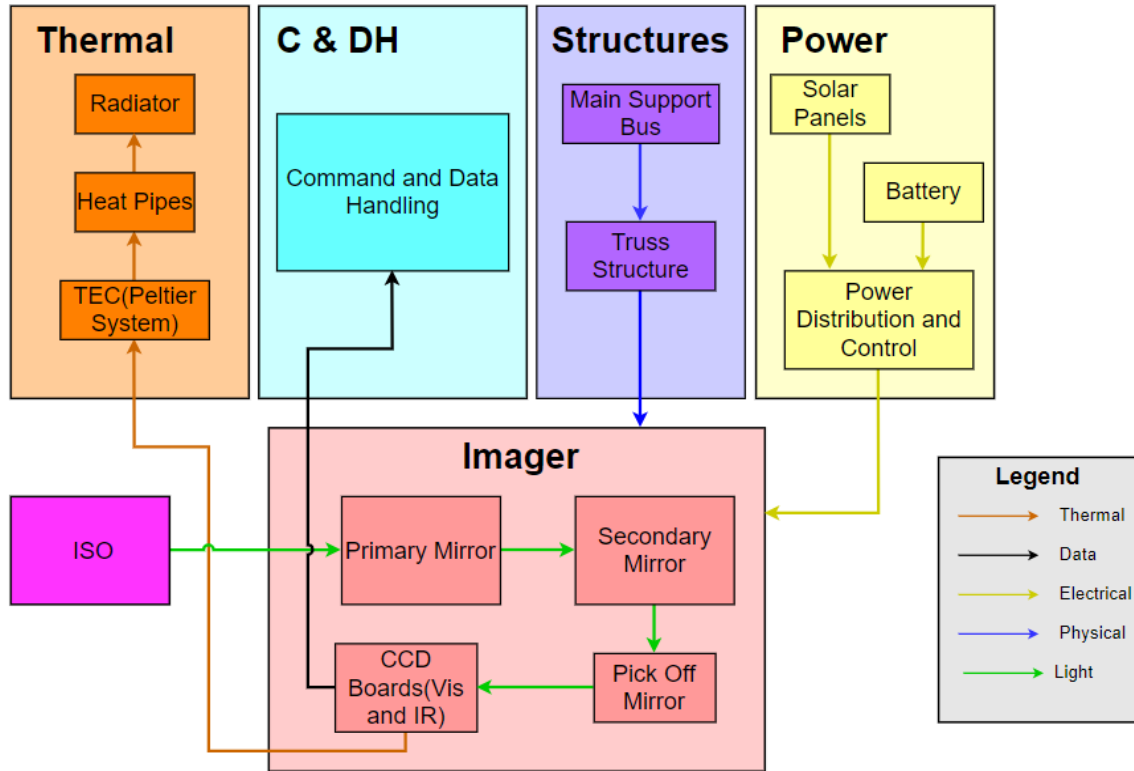 Thermal
Radiator
Heat Pipes
TEC(Peltier
System)
C & DH
Command and Data
Handling
Structures
Main Support
Bus
Truss
Structure
Power
Solar
Panels
Battery
Power
Distribution and
Control
Imager
ISO
Primary Mirror
Secondary
Mirror
CCD
Boards(Vis
and IR)
Pick Off
Mirror
Legend
Thermal
Data
Electrical
Physical
Light